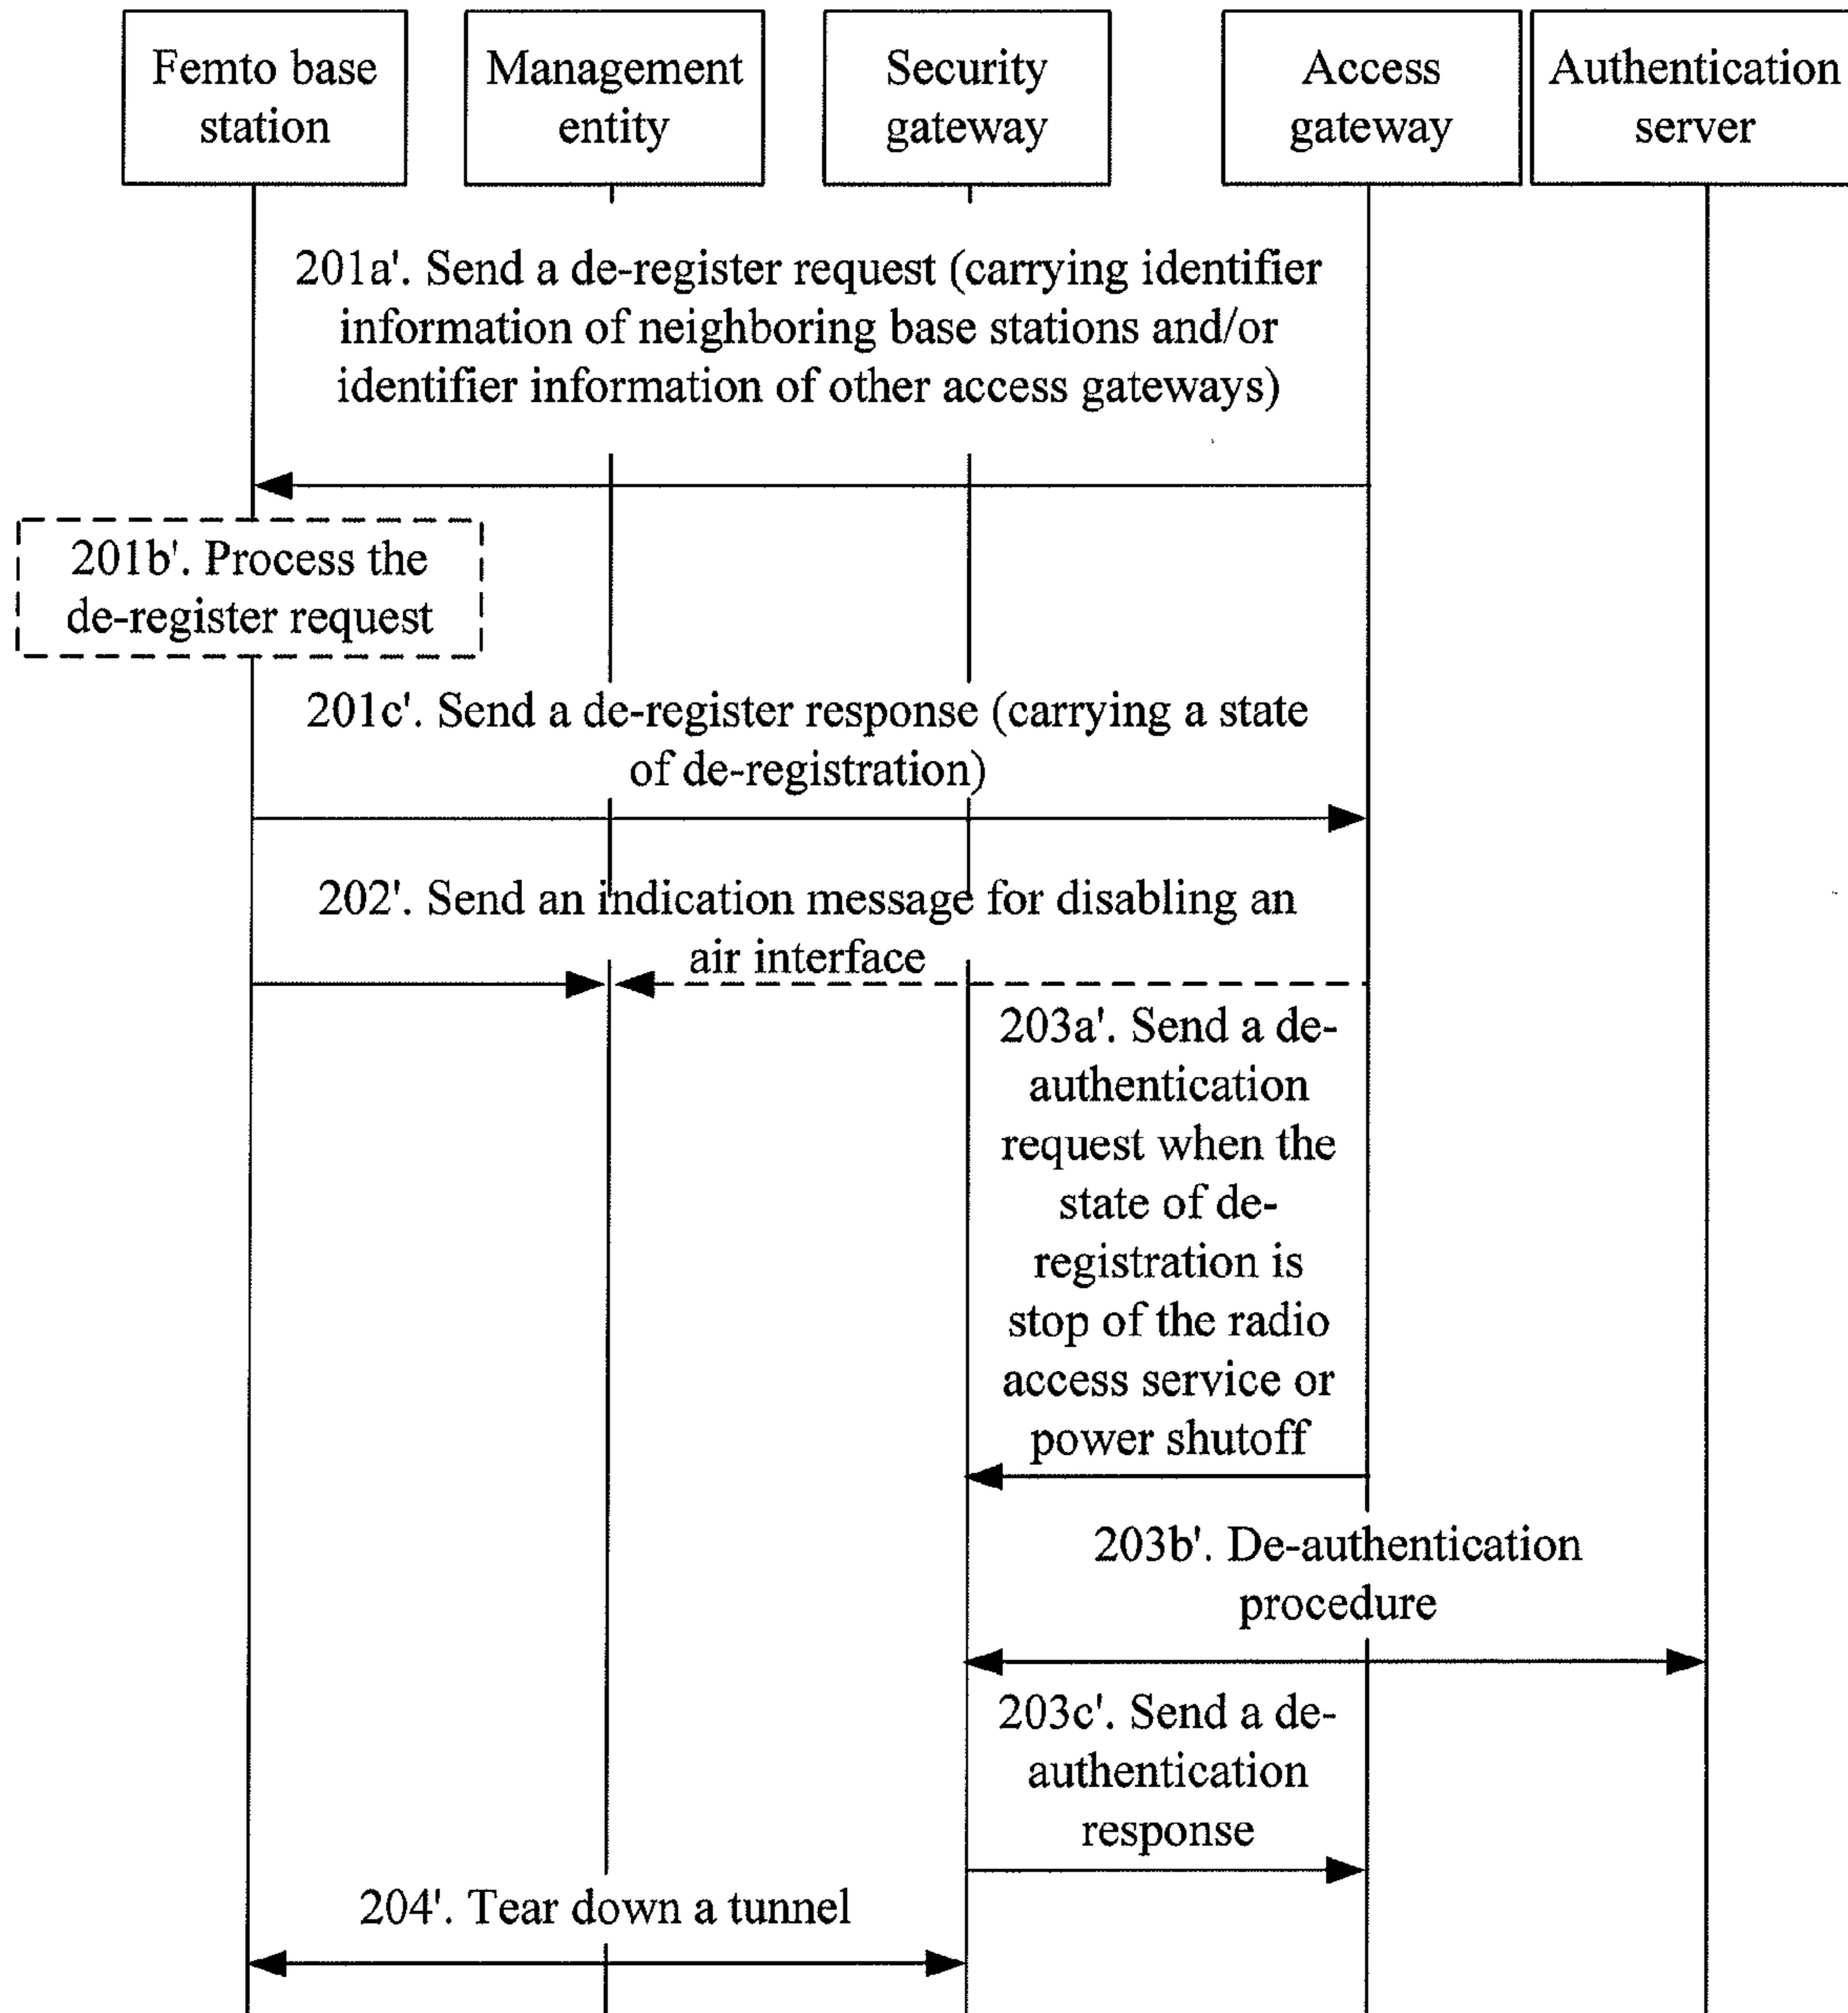 Femto base
station
Management
entity
Security
gateway
Access
gateway
Authentication
server
201a'. Send a de-register request (carrying identifier
information of neighboring base stations and/or
identifier information of other access gateways)
201b'. Process the
de-register request
201c'. Send a de-register response (carrying a state
of de-registration)
202'. Send an indication message for disabling an
air interface
203a'. Send a de-
authentication
request when the
state of de-
registration is
stop of the radio
access service or
power shutoff
203b'. De-authentication
procedure
203c'. Send a de-
authentication
response
204'. Tear down a tunnel